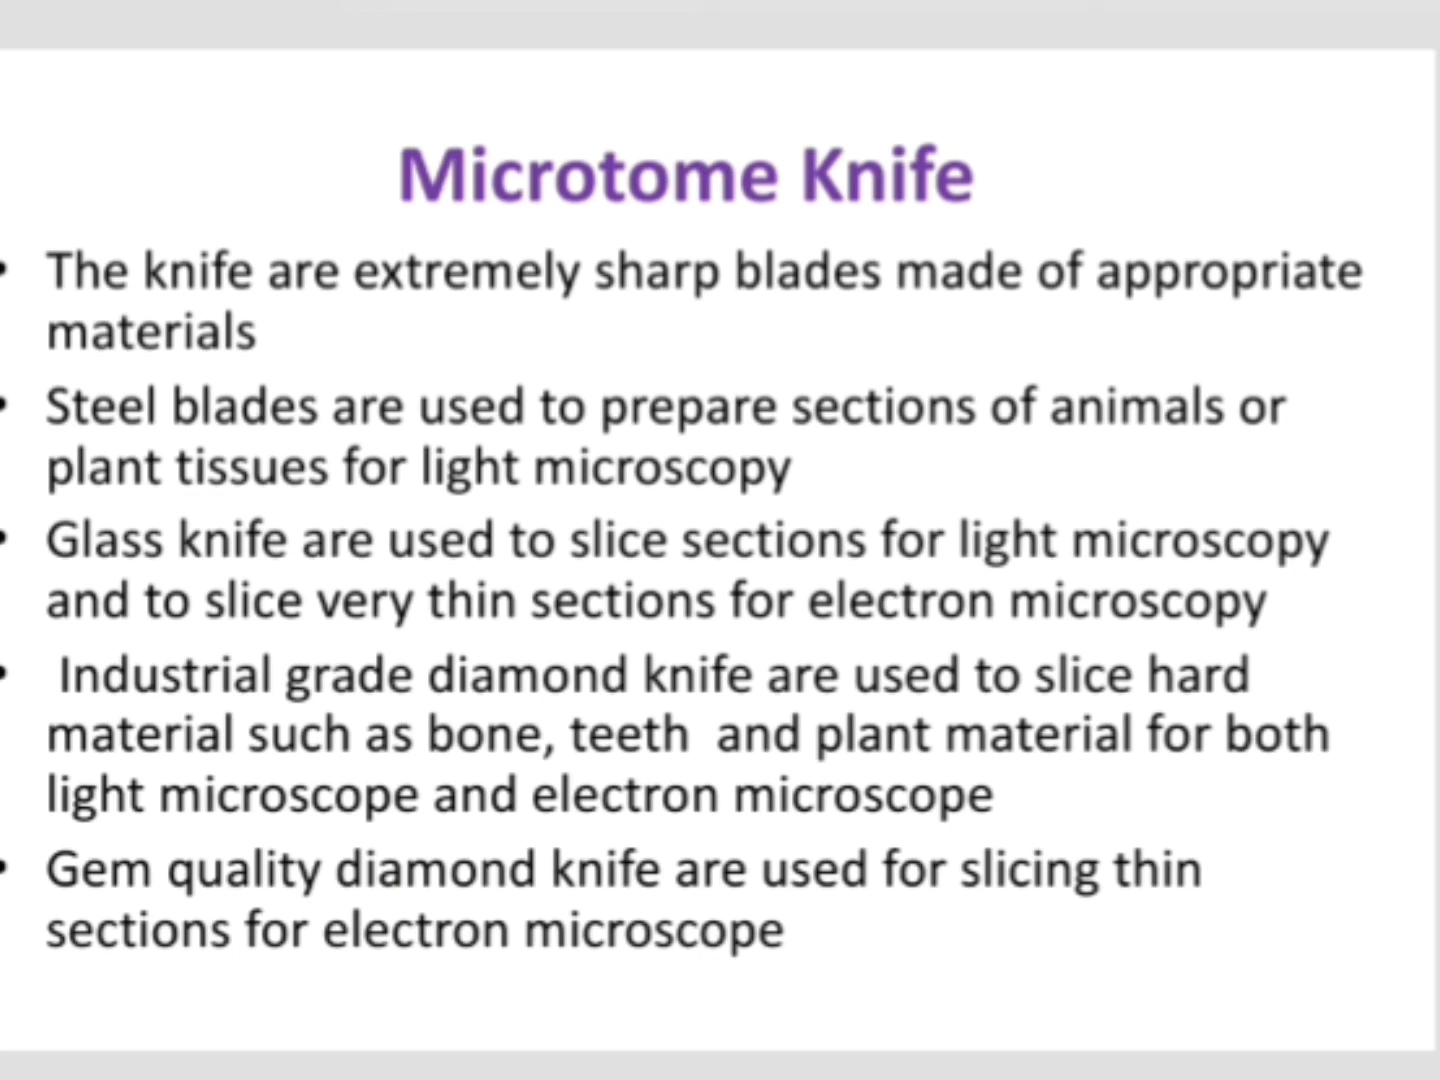 Microtome Knife
• The knife are extremely sharp blades made of appropriate
materials
• Steel blades are used to prepare sections of animals or
plant tissues for light microscopy
• Glass knife are used to slice sections for light microscopy
and to slice very thin sections for electron microscopy
• Industrial grade diamond knife are used to slice hard
material such as bone, teeth  and plant material for both
light microscope and electron microscope
• Gem quality diamond knife are used for slicing thin
sections for electron microscope